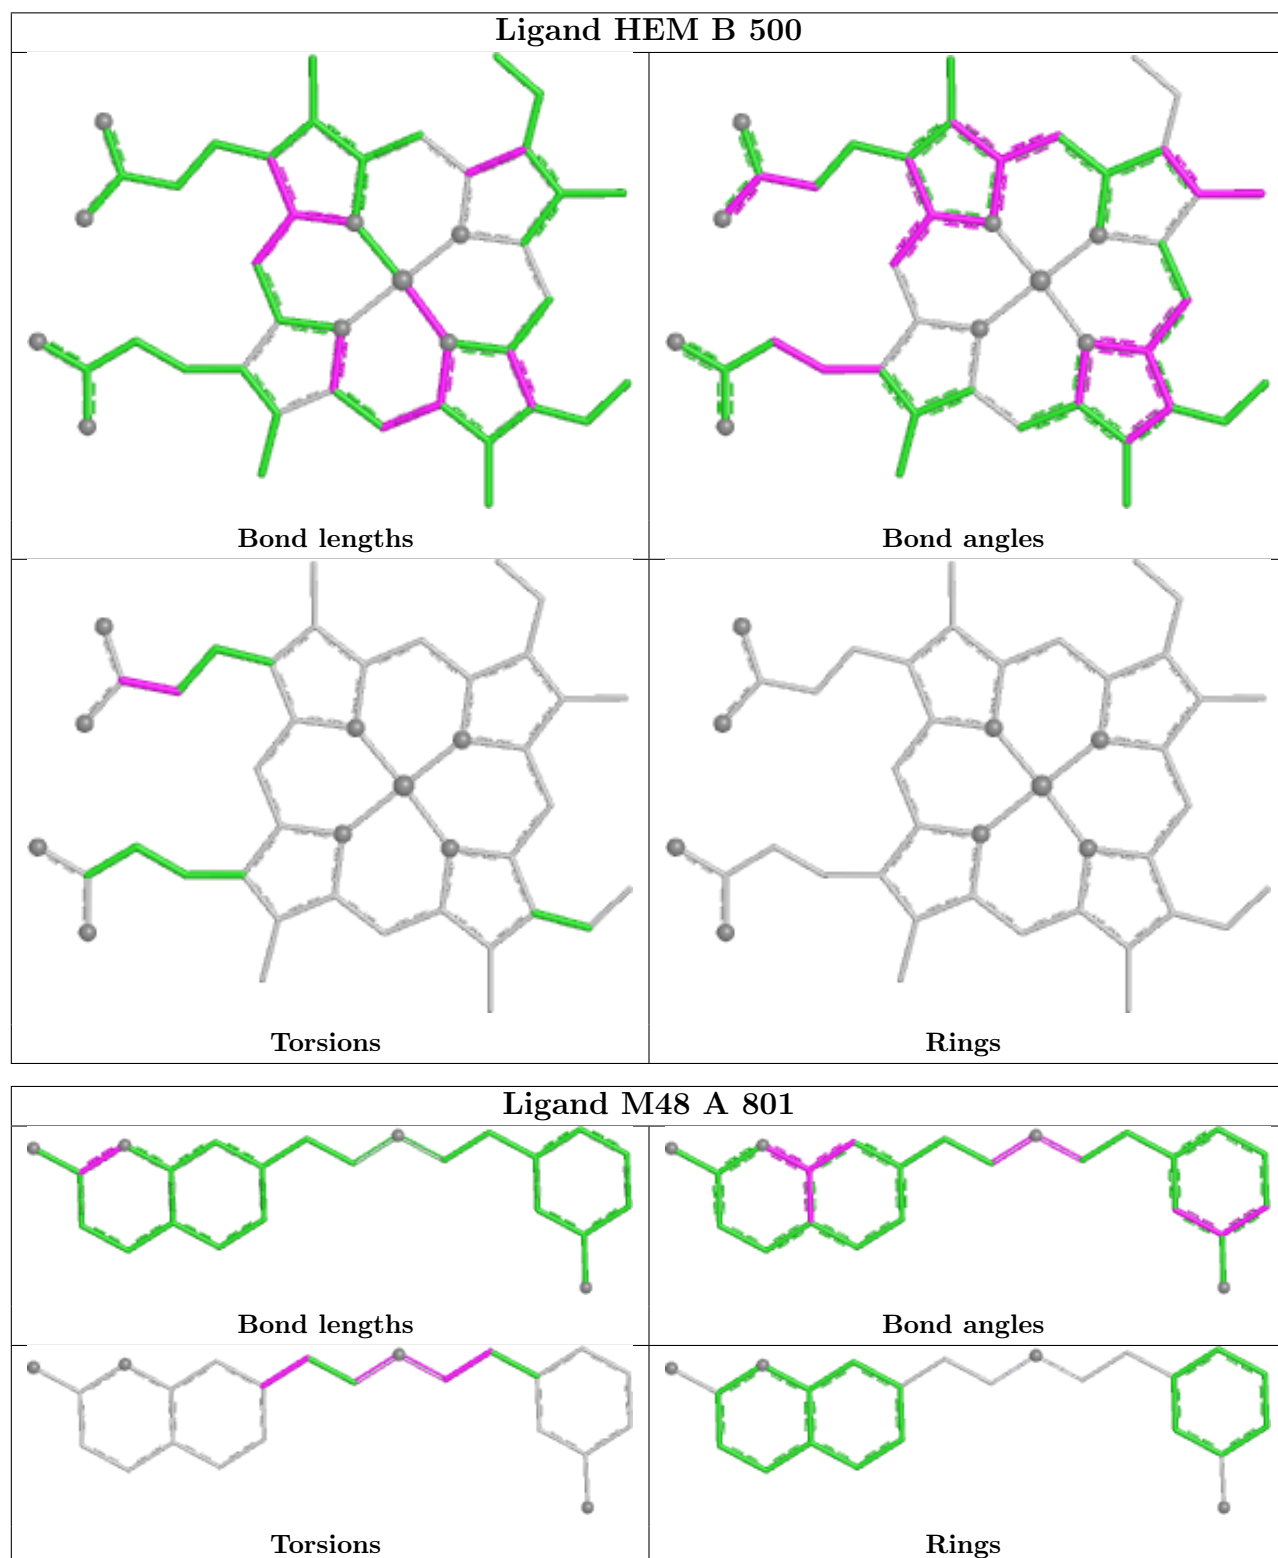 Ligand HEM B 500
Bond lengths
Bond angles
Torsions
Rings
Ligand M48 A 801
Bond lengths
Bond angles
Torsions
Rings